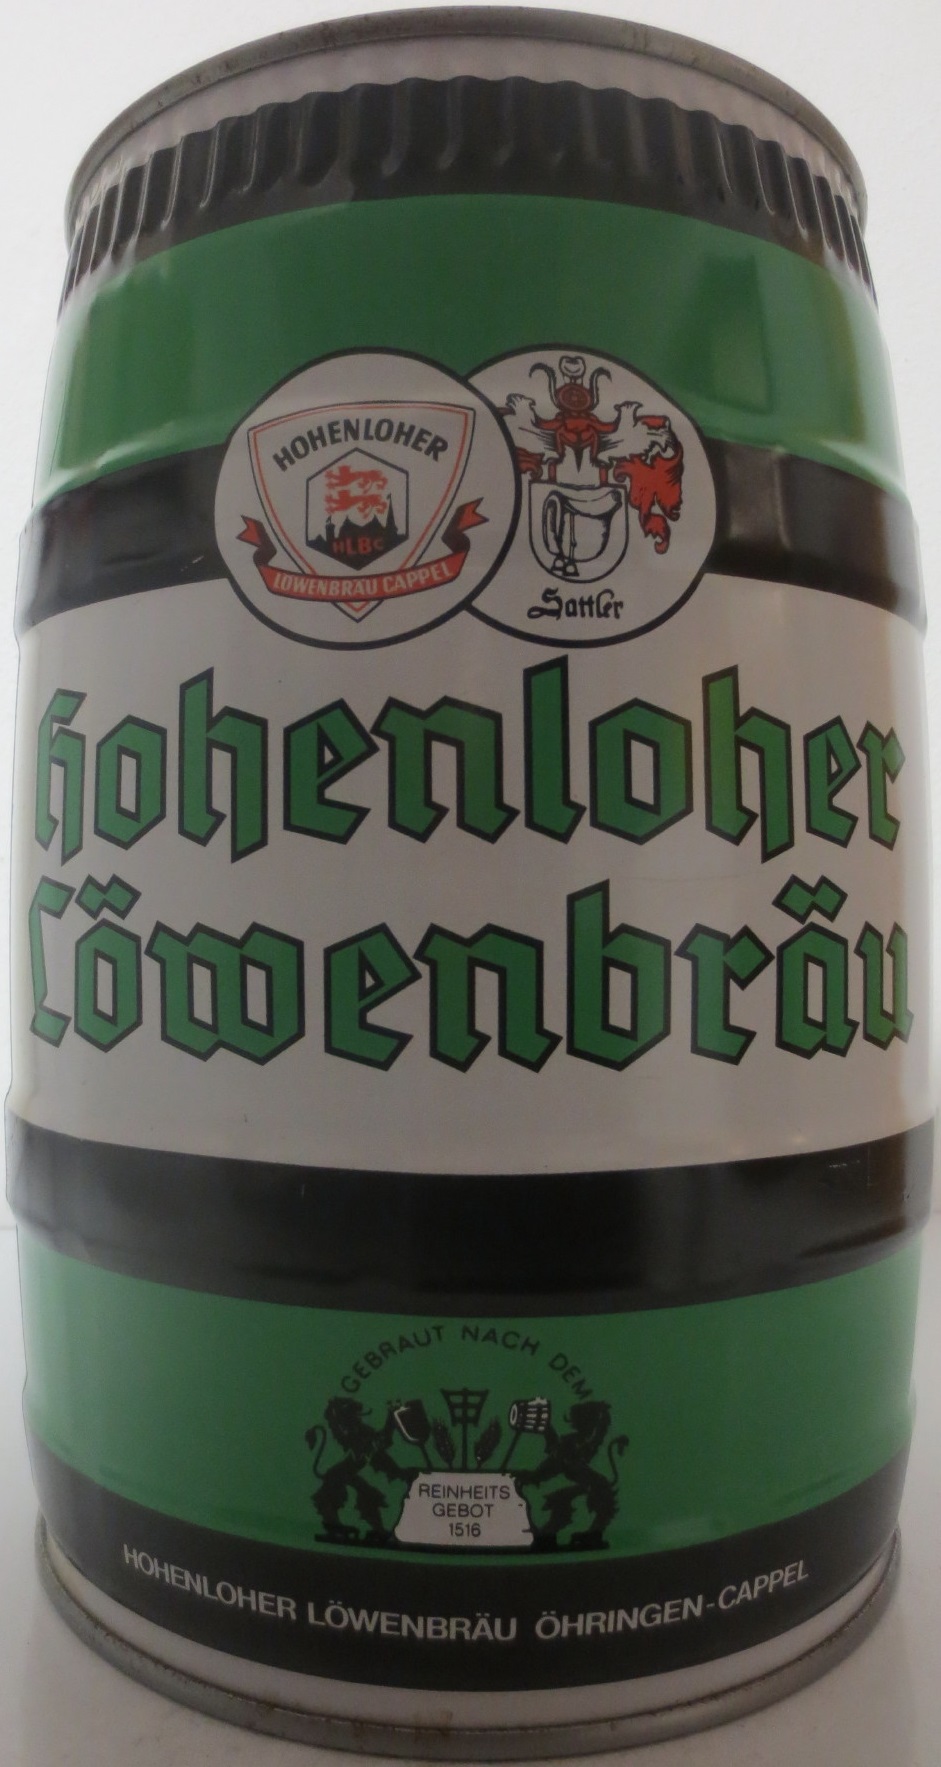 HOHENLOHER
HLBC
LÖWENBRÄU CAPPEL
Sattler
Hohenloher
Löwenbräu
GEBRAUT NACH DEM
REINHEITS
GEBOT
1516
HOHENLOHER LÖWENBRÄU ÖHRINGEN-CAPPEL